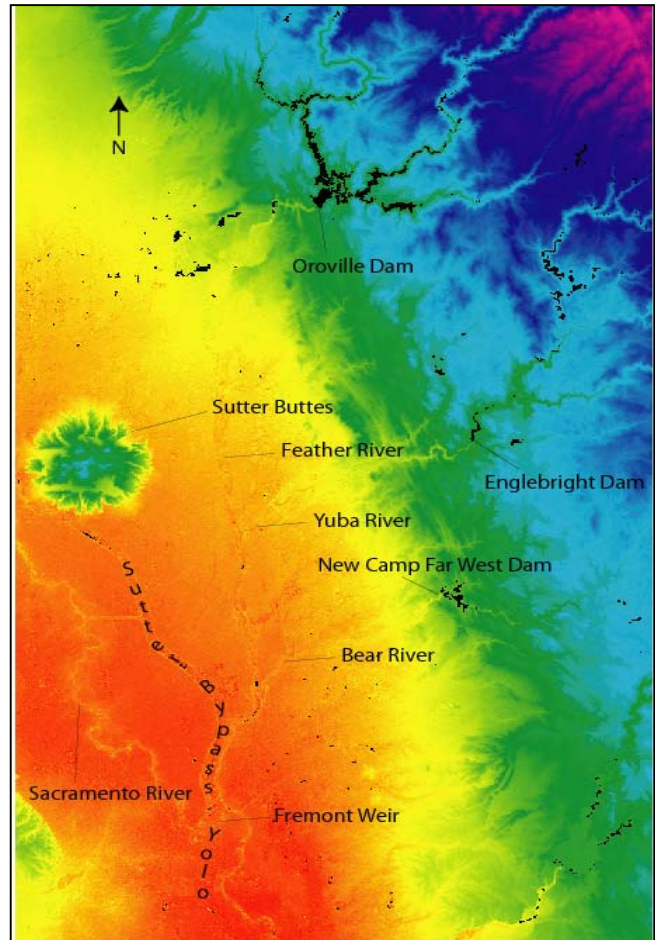 N
Oroville Dam
Sutter Buttes
Feather River
Englebright Dam
Yuba River
New Camp Far West Dam
Sutter Bypass
Bear River
Sacramento River
Fremont Weir
Yolo